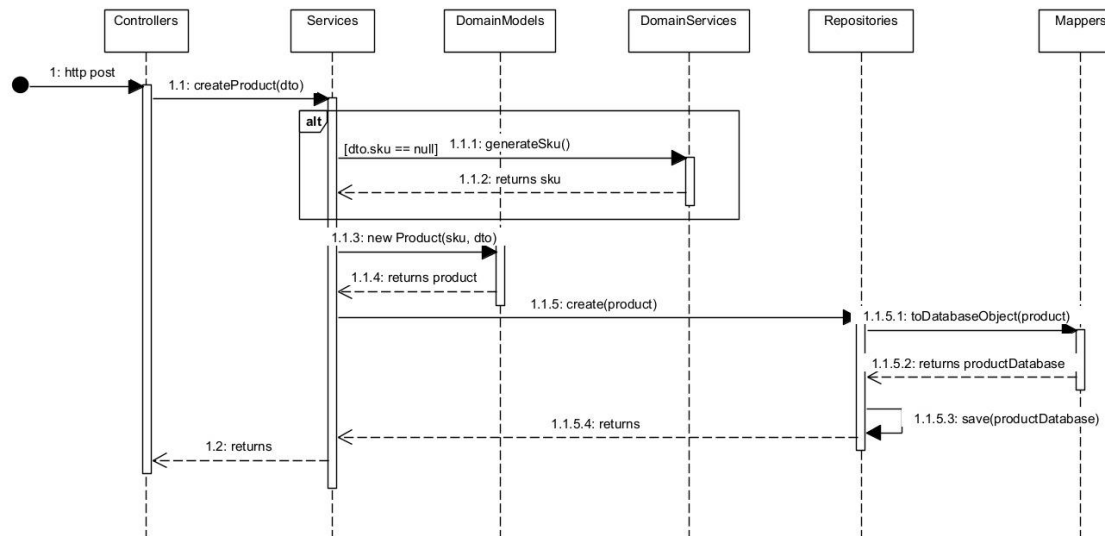 Controllers
Services
DomainModels
DomainServices
Repositories
Mappers
1: http post
1.1: createProduct(dto)
alt
[dto.sku == null]
1.1.1: generateSku()
1.1.2: returns sku
1.1.3: new Product(sku, dto)
1.1.4: returns product
1.1.5: create(product)
1.1.5.1: toDatabaseObject(product)
1.1.5.2: returns productDatabase
1.1.5.3: save(productDatabase)
1.1.5.4: returns
1.2: returns